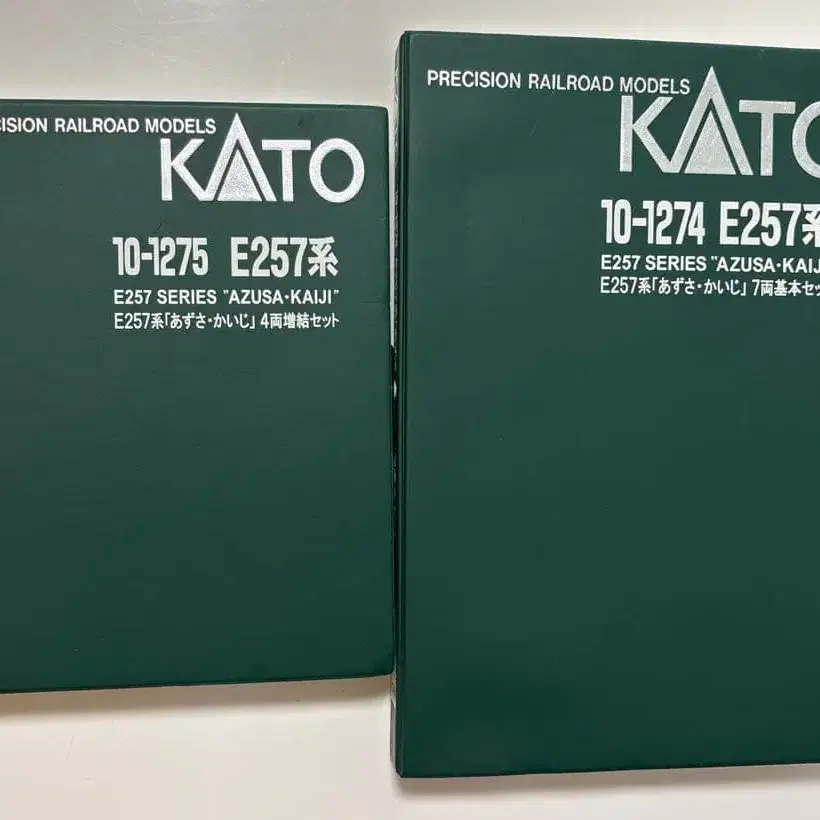 CISION RAILROAD MODELS
KATO
10-1275 E257系
E257 SERIES "AZUSA·KAIJI"
E257系「あずさ・かいじ」4両増結セット
PRECISION RAILROAD MODELS
KATO
10-1274 E257系
E257 SERIES "AZUSA·KAIJ
E257系「あずさ・かいじ」7両基本セッ